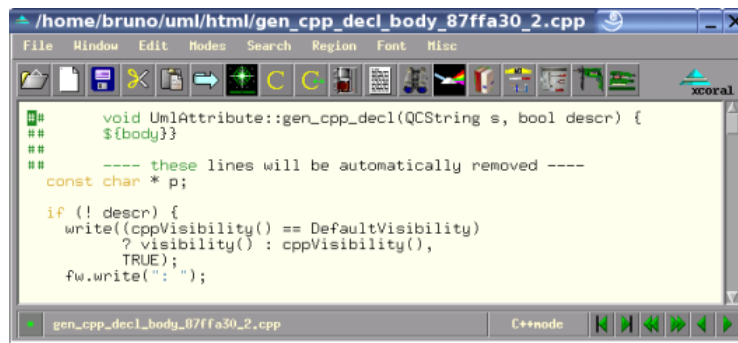 /home/bruno/uml/html/gen_cpp_decl_body_87ffa30_2.cpp
File Window Edit Modes Search Region Font Misc
C C xcoral
## void UmlAttribute::gen_cpp_decl(QCString s, bool descr) {
## ${body}}
##
## ---- these lines will be automatically removed ----
const char * p;
if (! descr) {
write((cppVisibility() == DefaultVisibility)
? visibility() : cppVisibility(),
TRUE);
fw.write(": ");
gen_cpp_decl_body_87ffa30_2.cpp C++mode